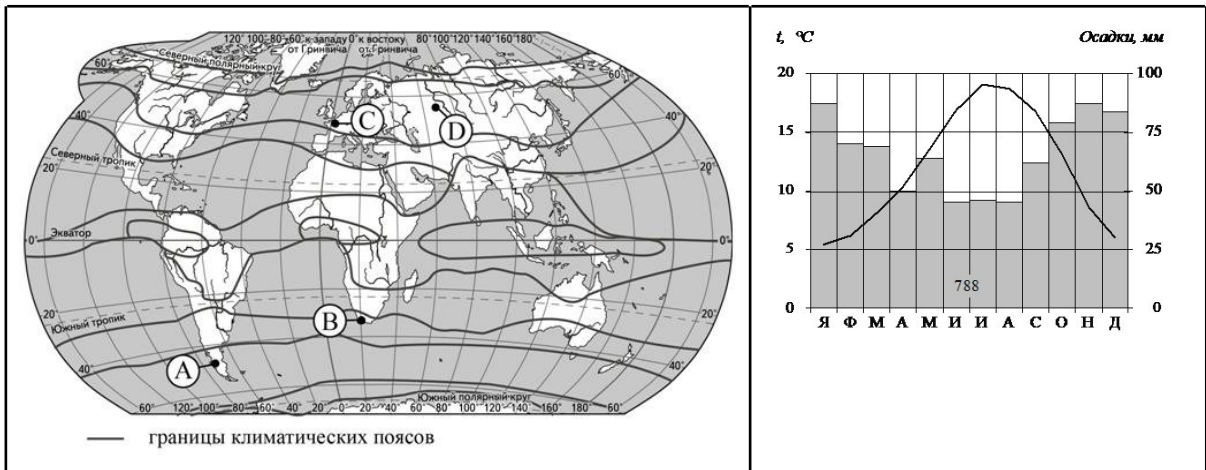 120° 100° 80° 60° к западу 0° к востоку 80° 100° 120° 140° 160° 180°
от Гринвича от Гринвича
Северный полярный круг
60° 60°
C
D
40° 40°
Северный тропик
20° 20°
Экватор
0° 0°
20° 20°
Южный тропик
B
A
40° 40°
Южный полярный круг
60° 120° 100° 80° 60° 40° 20° 0° 20° 40° 60° 80° 100° 120° 140° 160° 180° 60°
границы климатических поясов
t, °C Осадки, мм
20 100
15 75
10 50
5 25
788
0 0
Я Ф М А М И И А С О Н Д